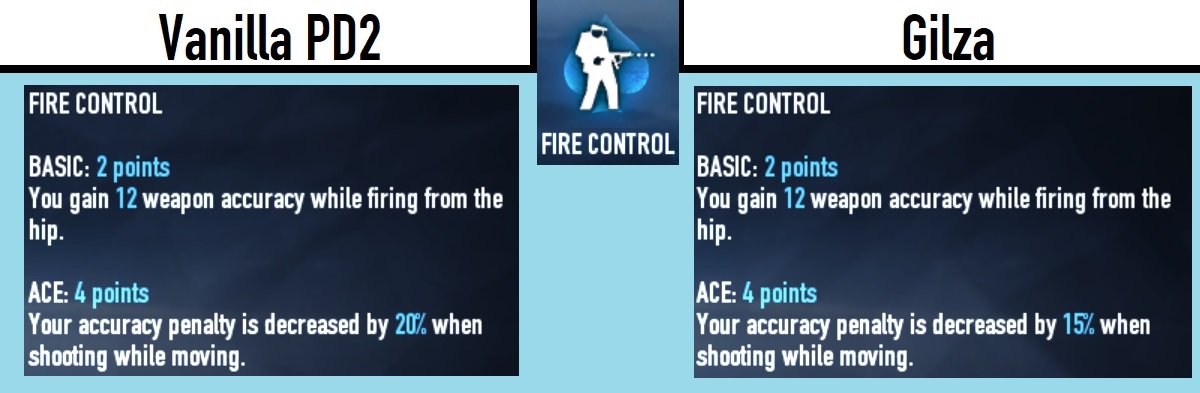 Vanilla PD2
FIRE CONTROL
BASIC: 2 points
You gain 12 weapon accuracy while firing from the
hip.
ACE: 4 points
Your accuracy penalty is decreased by 20% when
shooting while moving.
FIRE CONTROL
Gilza
FIRE CONTROL
BASIC: 2 points
You gain 12 weapon accuracy while firing from the
hip.
ACE: 4 points
Your accuracy penalty is decreased by 15% when
shooting while moving.